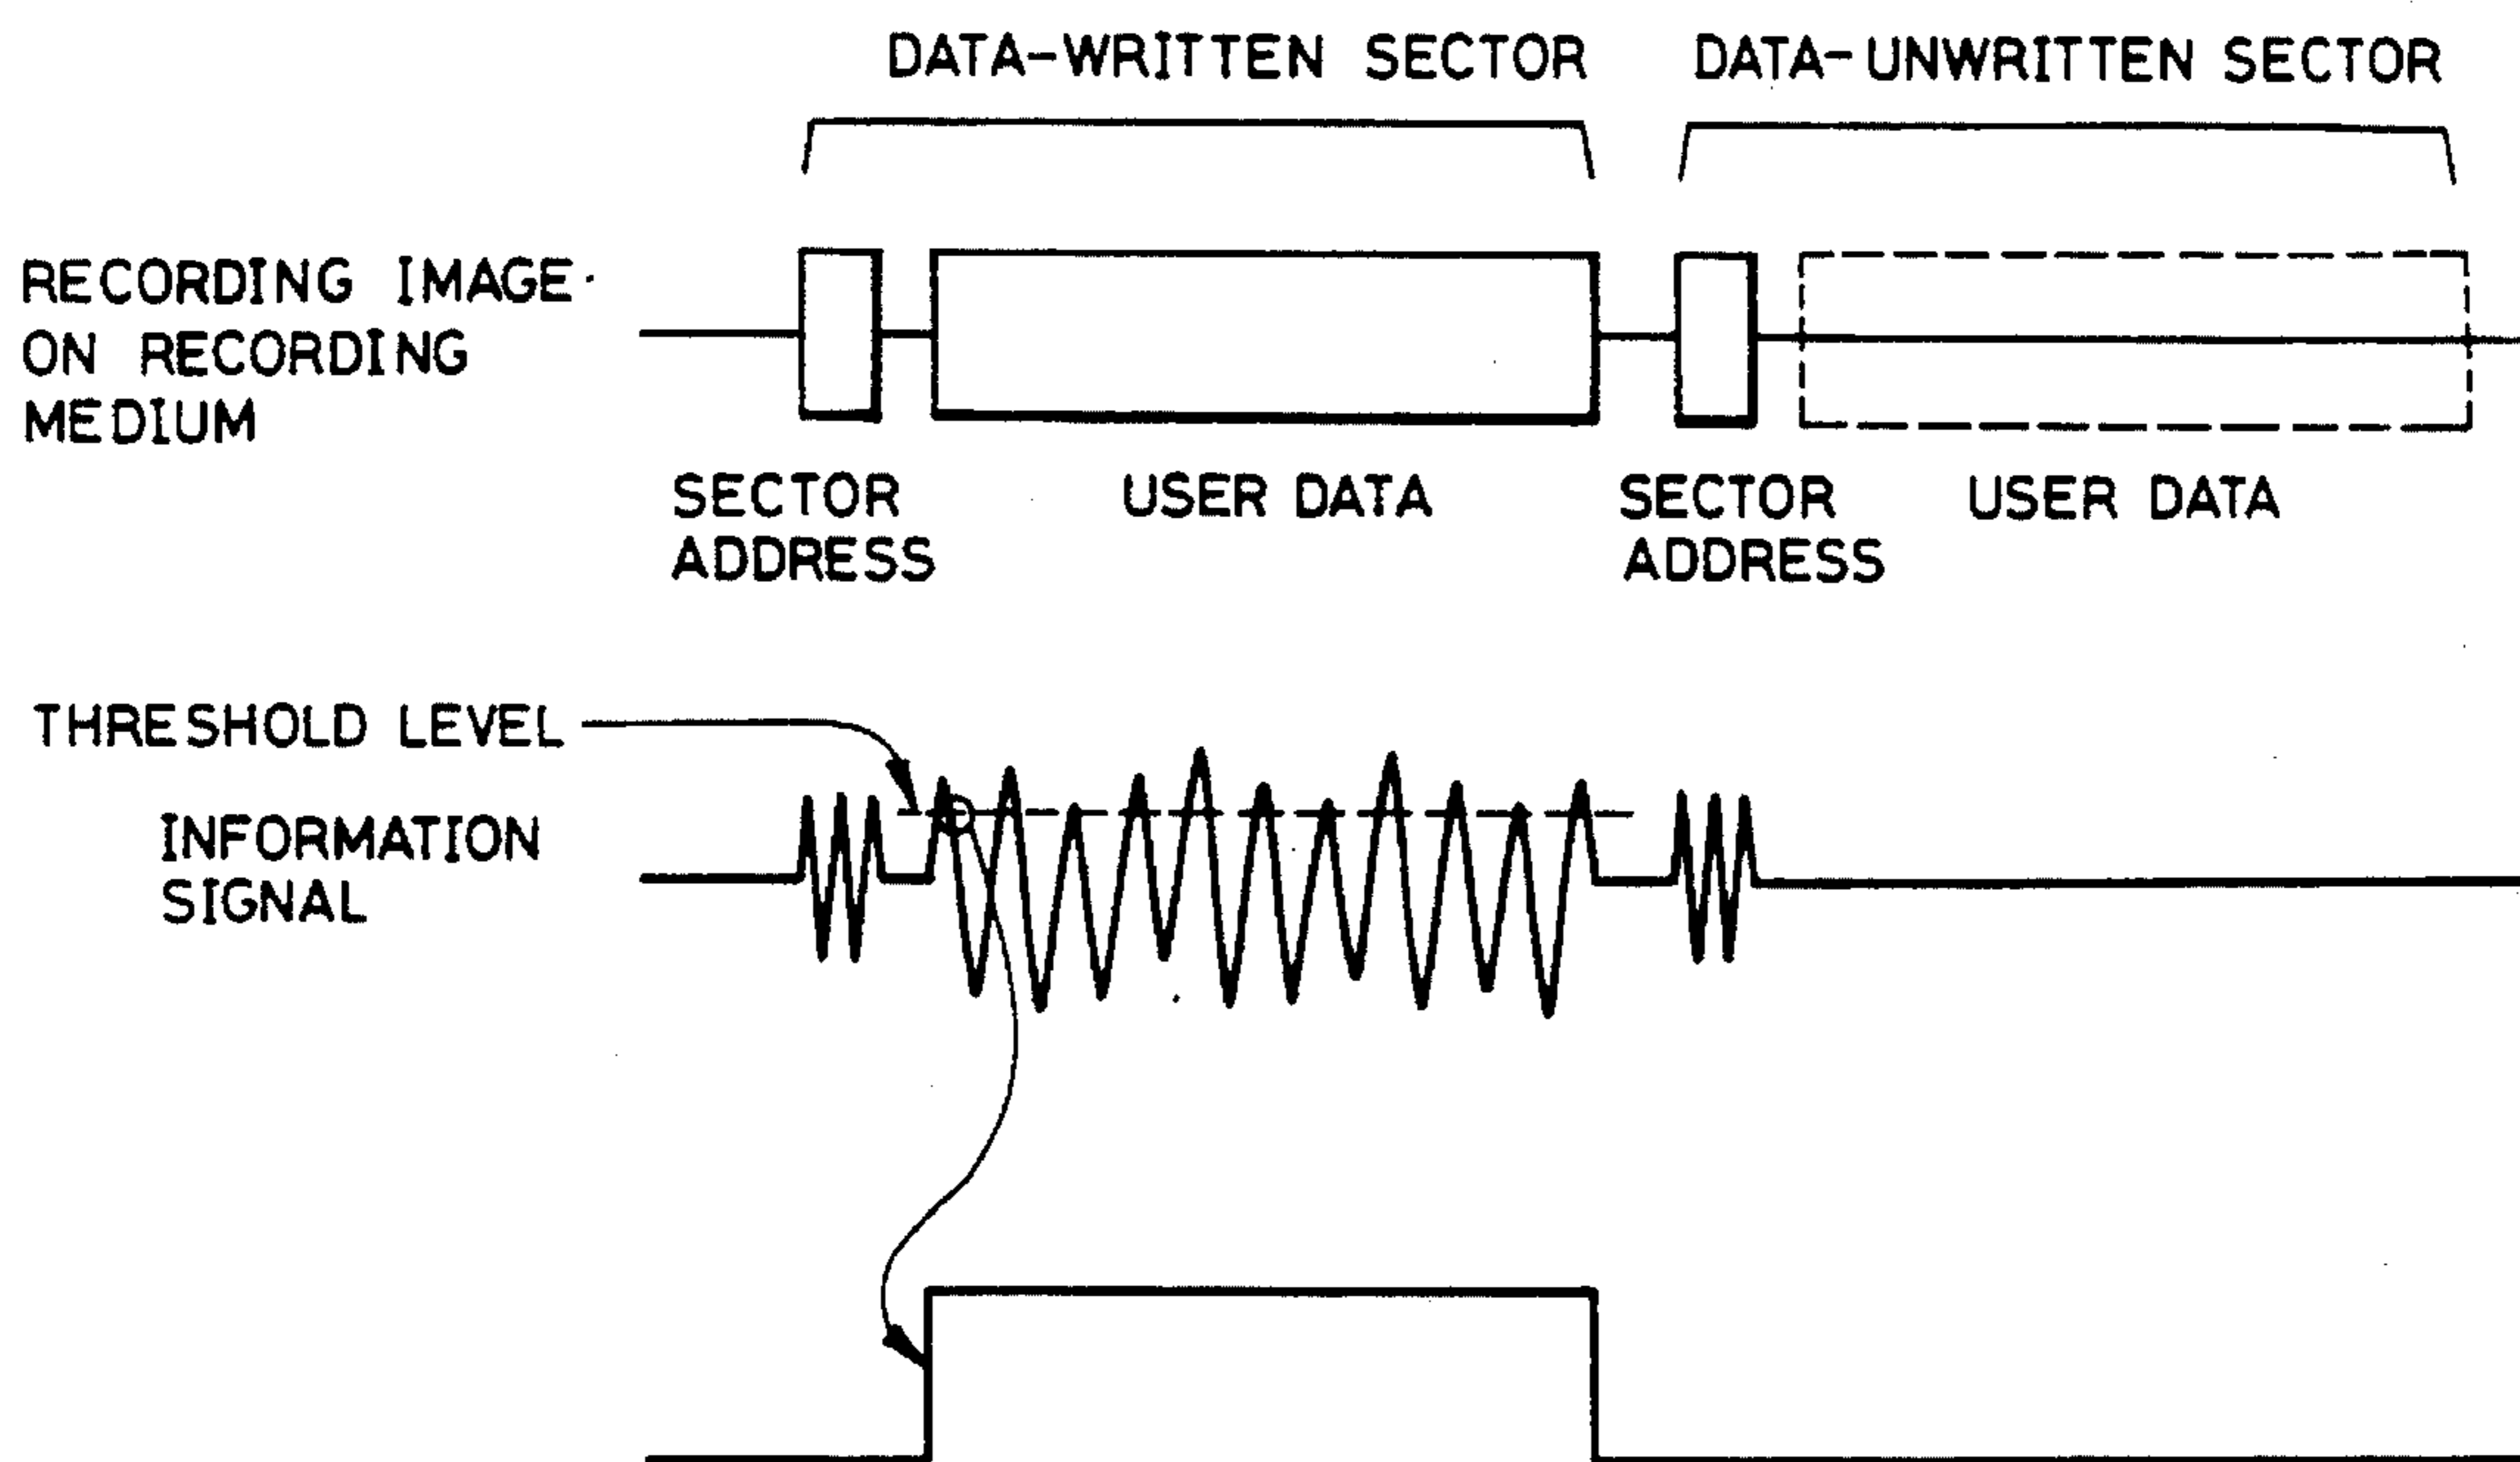 DATA-WRITTEN SECTOR
DATA-UNWRITTEN SECTOR
RECORDING IMAGE
ON RECORDING
MEDIUM
SECTOR
ADDRESS
USER DATA
SECTOR
ADDRESS
USER DATA
THRESHOLD LEVEL
INFORMATION
SIGNAL